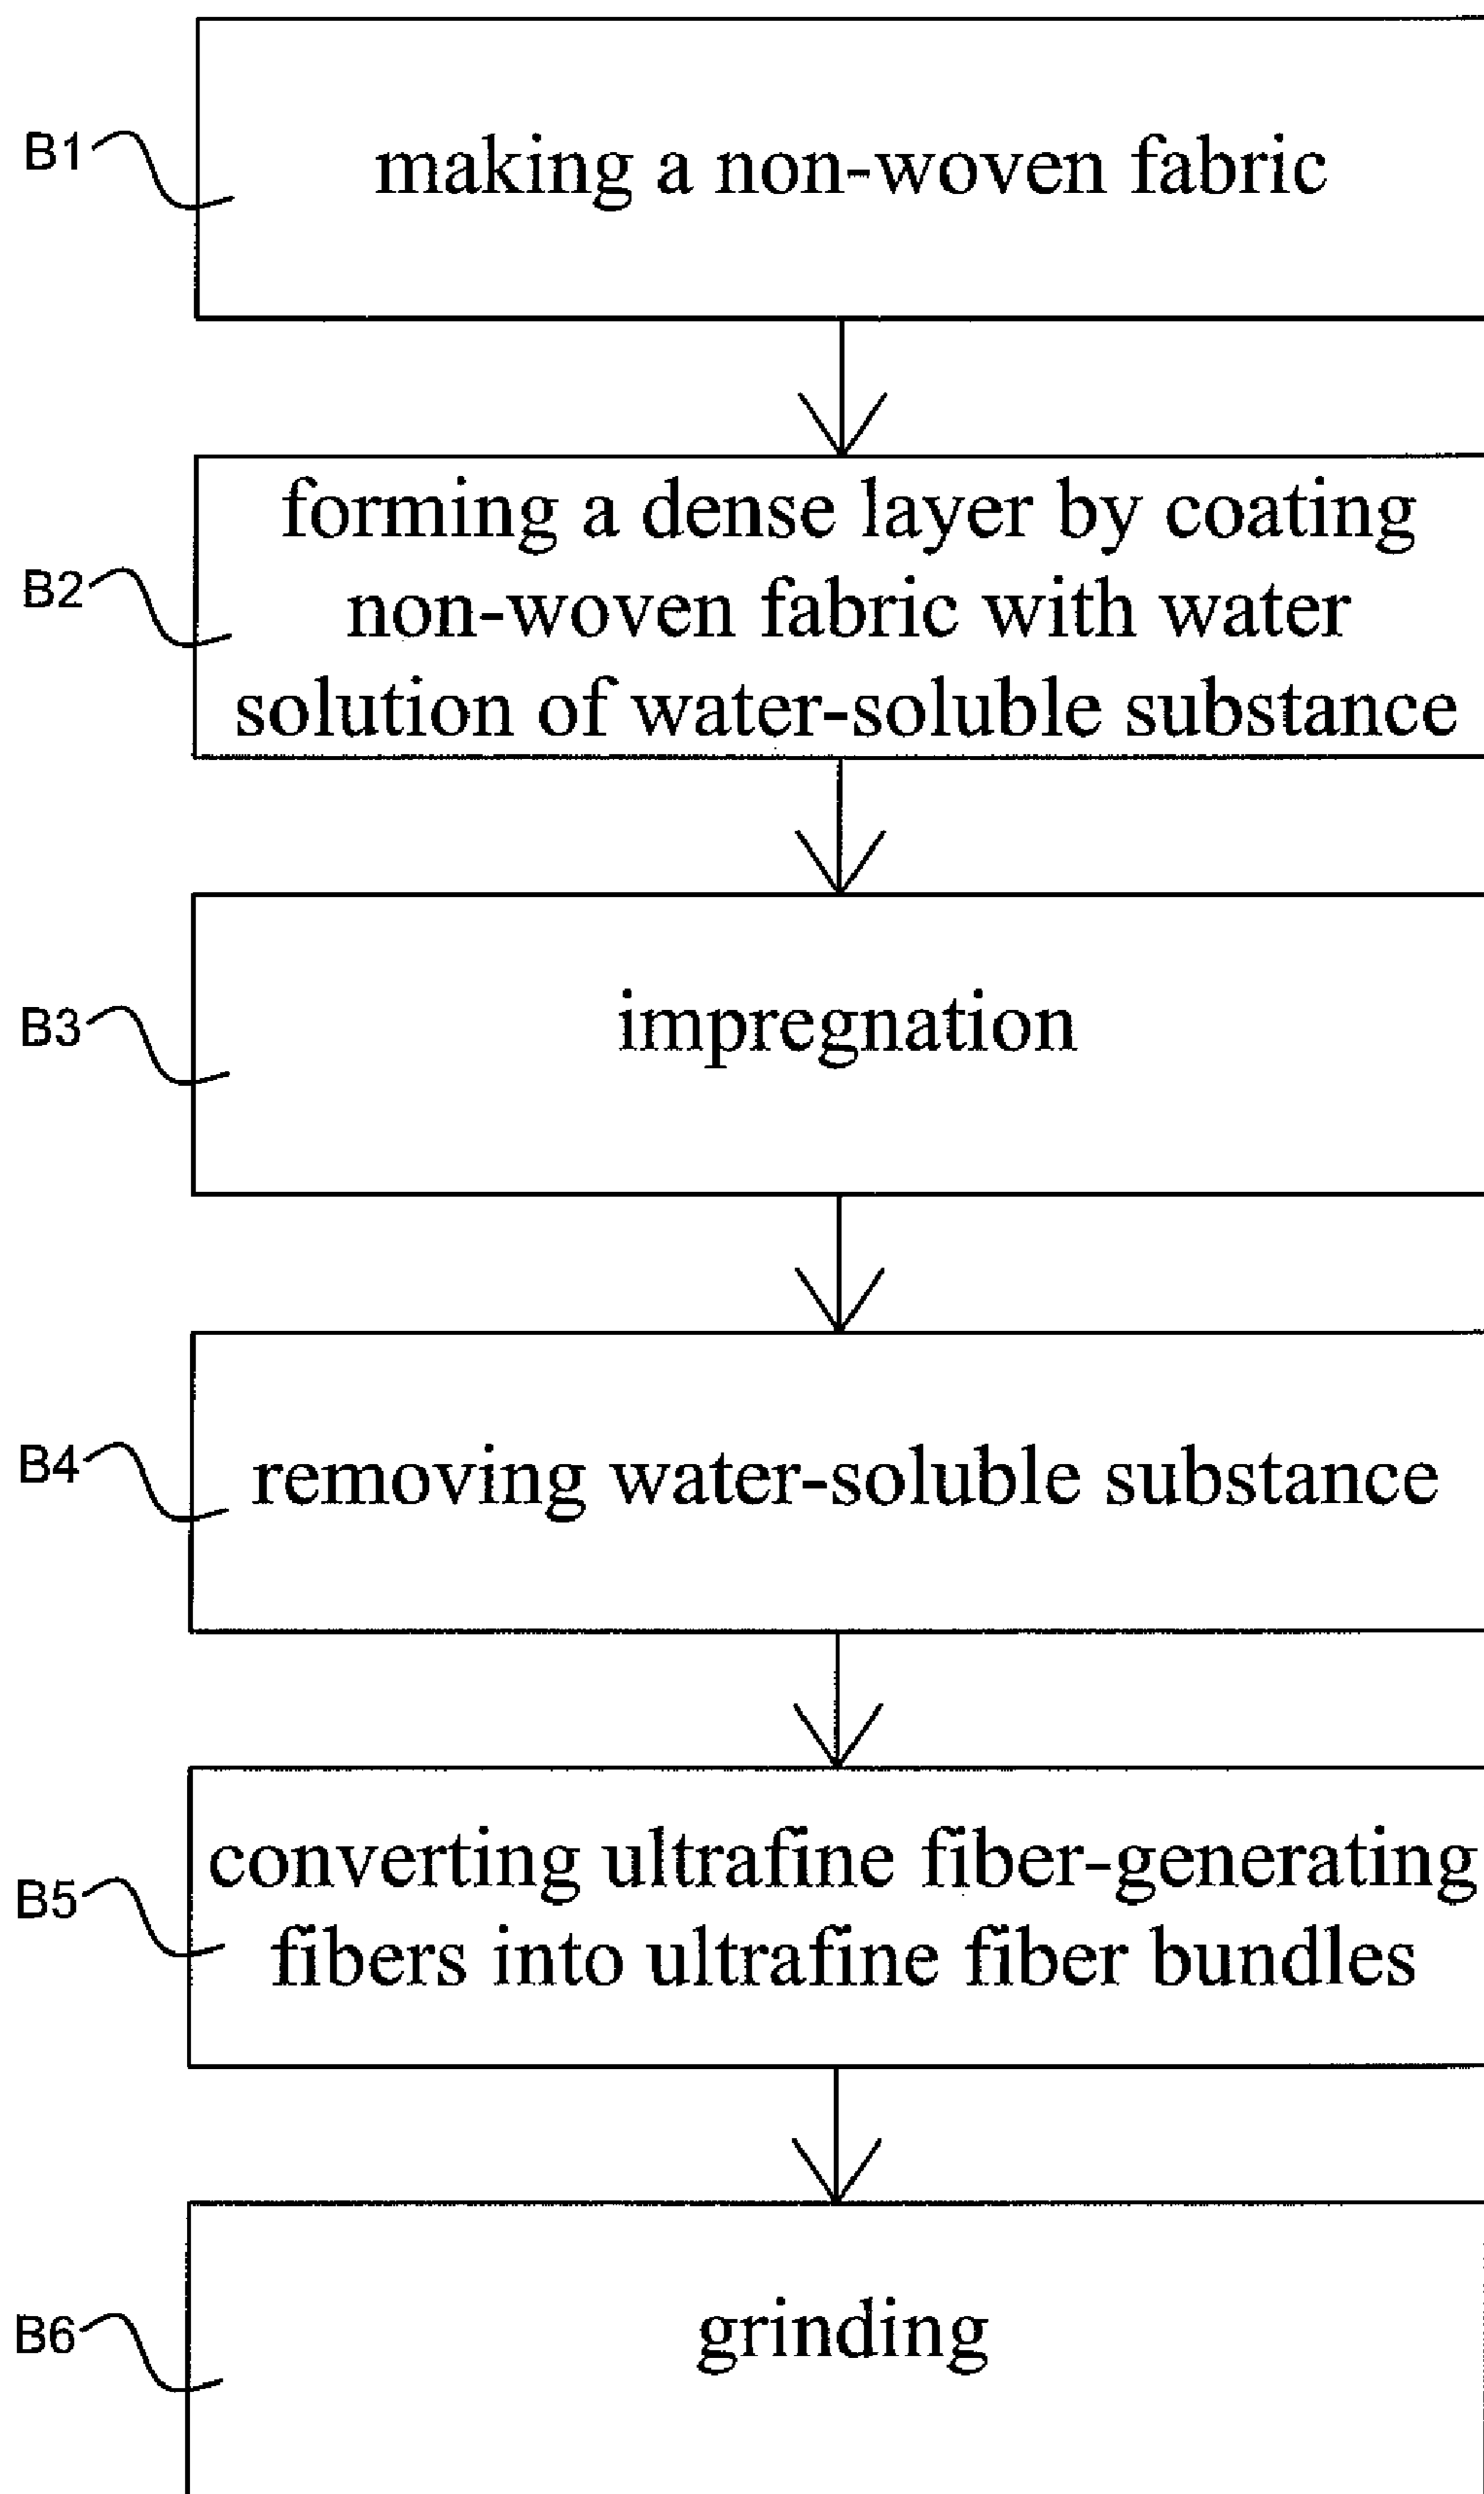 B1
making a non-woven fabric
B2
forming a dense layer by coating
non-woven fabric with water
solution of water-soluble substance
B3
impregnation
B4
removing water-soluble substance
B5
converting ultrafine fiber-generating
fibers into ultrafine fiber bundles
B6
grinding